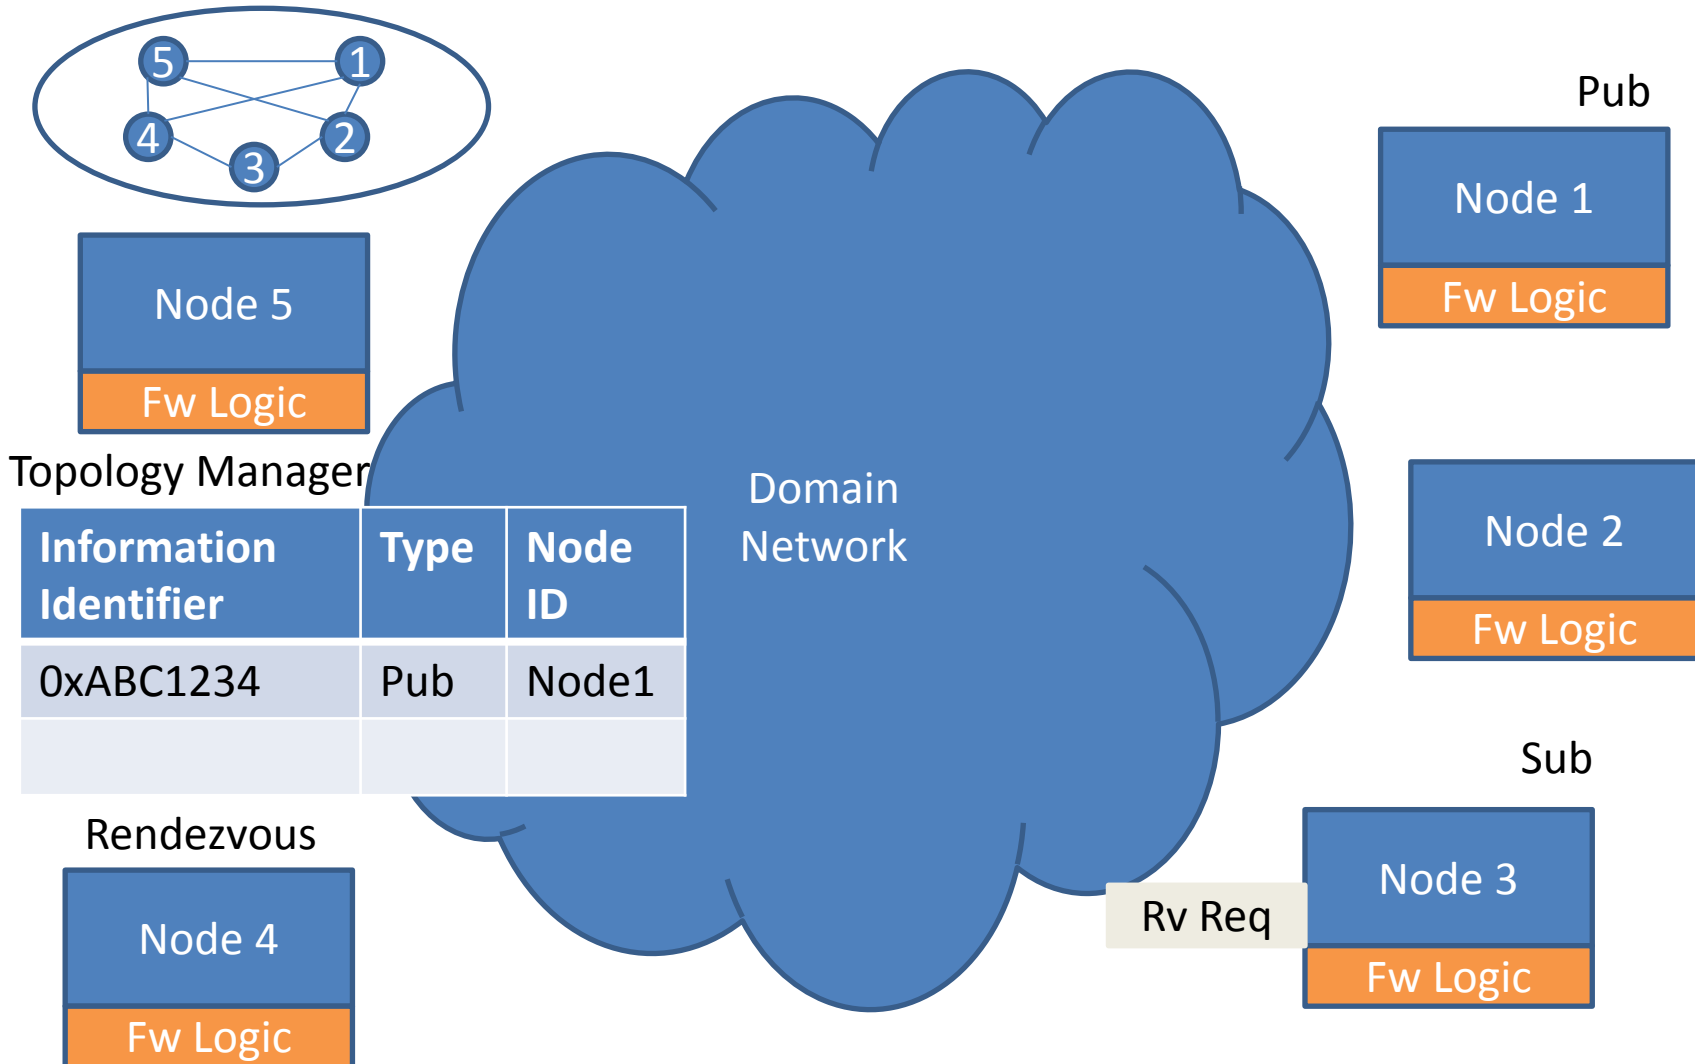 5
1
4
2
3
Pub
Node 1
Fw Logic
Node 5
Fw Logic
Topology Manager
Domain
Network
Information Identifier
Type
Node ID
0xABC1234
Pub
Node1
Node 2
Fw Logic
Sub
Rendezvous
Node 3
Rv Req
Fw Logic
Node 4
Fw Logic